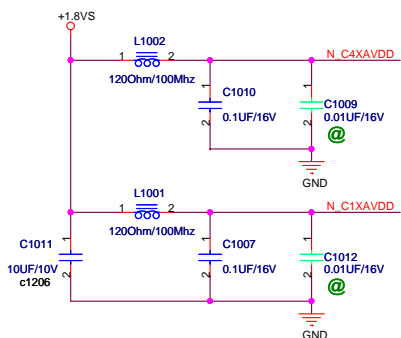 +1.8VS
L1002
1 2
N_C4XAVDD
120Ohm/100Mhz
1
1
C1010
C1009
2
2
0.1UF/16V
0.01UF/16V
@
GND
L1001
1 2
N_C1XAVDD
120Ohm/100Mhz
1
1
1
C1011
C1007
C1012
10UF/10V
2
2
0.1UF/16V
2
0.01UF/16V
c1206
@
GND